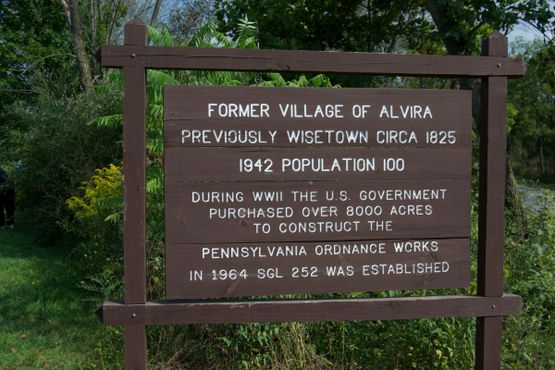 FORMER VILLAGE OF ALVIRA
PREVIOUSLY WISETOWN CIRCA 1825
1942 POPULATION 100
DURING WWII THE U.S. GOVERNMENT
PURCHASED OVER 8000 ACRES
TO CONSTRUCT THE
PENNSYLVANIA ORDNANCE WORKS
IN 1964 SGL 252 WAS ESTABLISHED